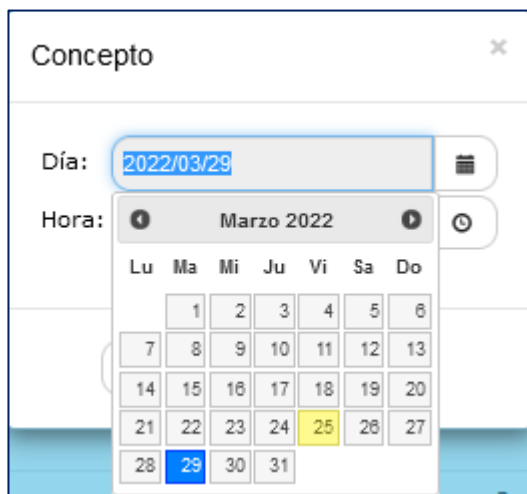 Concepto ×
Día: 2022/03/29
Hora:
Marzo 2022
Lu Ma Mi Ju Vi Sa Do
1 2 3 4 5 6
7 8 9 10 11 12 13
14 15 16 17 18 19 20
21 22 23 24 25 26 27
28 29 30 31